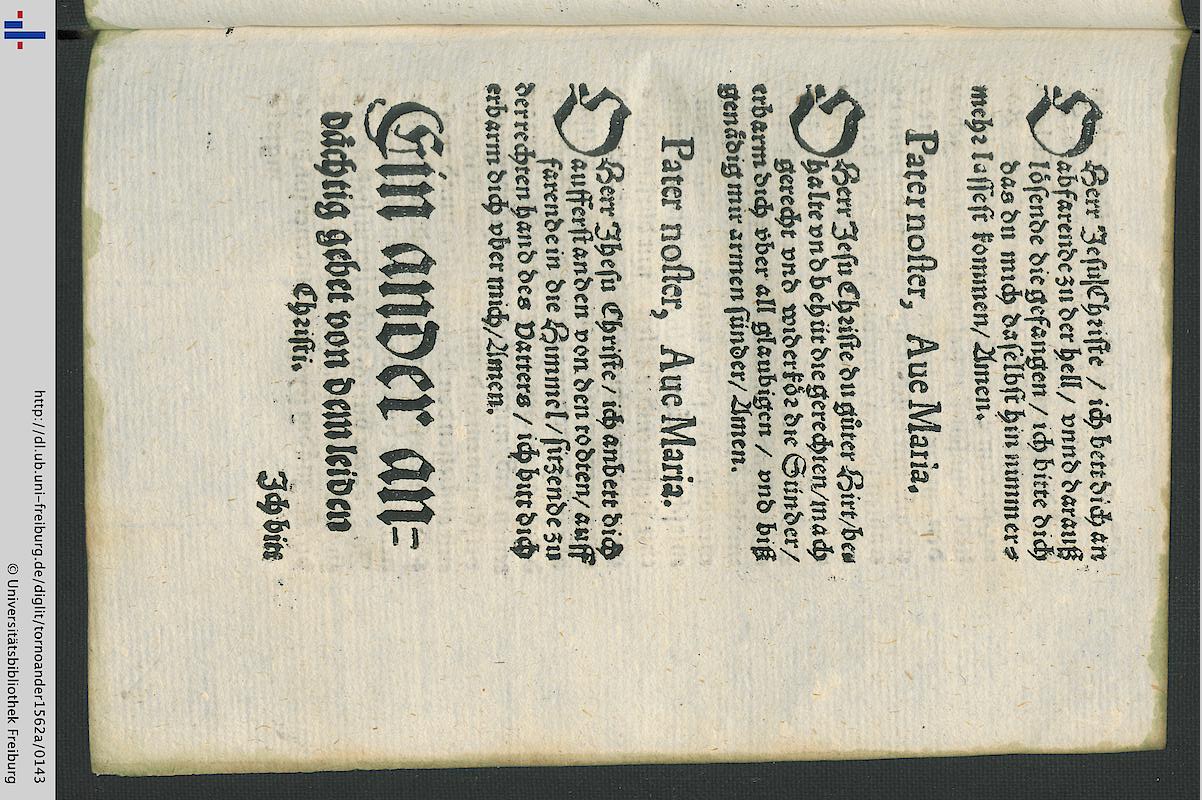 O Herr Jesu Christe / ich bett dich an
abfarende zu der hell / vnnd darauß
lösende die gefangen / ich bitte dich
das du mich daselbst hin nimmer⸗
mehr lassest kommen / Amen.
Pater noster, Aue Maria.
O Herr Jesu Christe du gůter Hirt / be⸗
halte vnd behüt die gerechten / mach
gerecht vnd widerkör die Sünder /
erbarm dich vber all glaubigen / vnd biß
genädig mir armen sünder / Amen.
Pater noster, Aue Maria.
O Herr Jhesu Christe / ich anbett dich
aufferstanden von den todten / auff
farende in die Himmel / sitzende zu
der rechten hand des Vatters / ich bitt dich
erbarm dich vber mich / Amen.
Ein ander an⸗
dächtig gebet von dem leiden
Christi.
Ich bitt
http://dl.ub.uni-freiburg.de/diglit/tornoander1562a/0143
© Universitätsbibliothek Freiburg